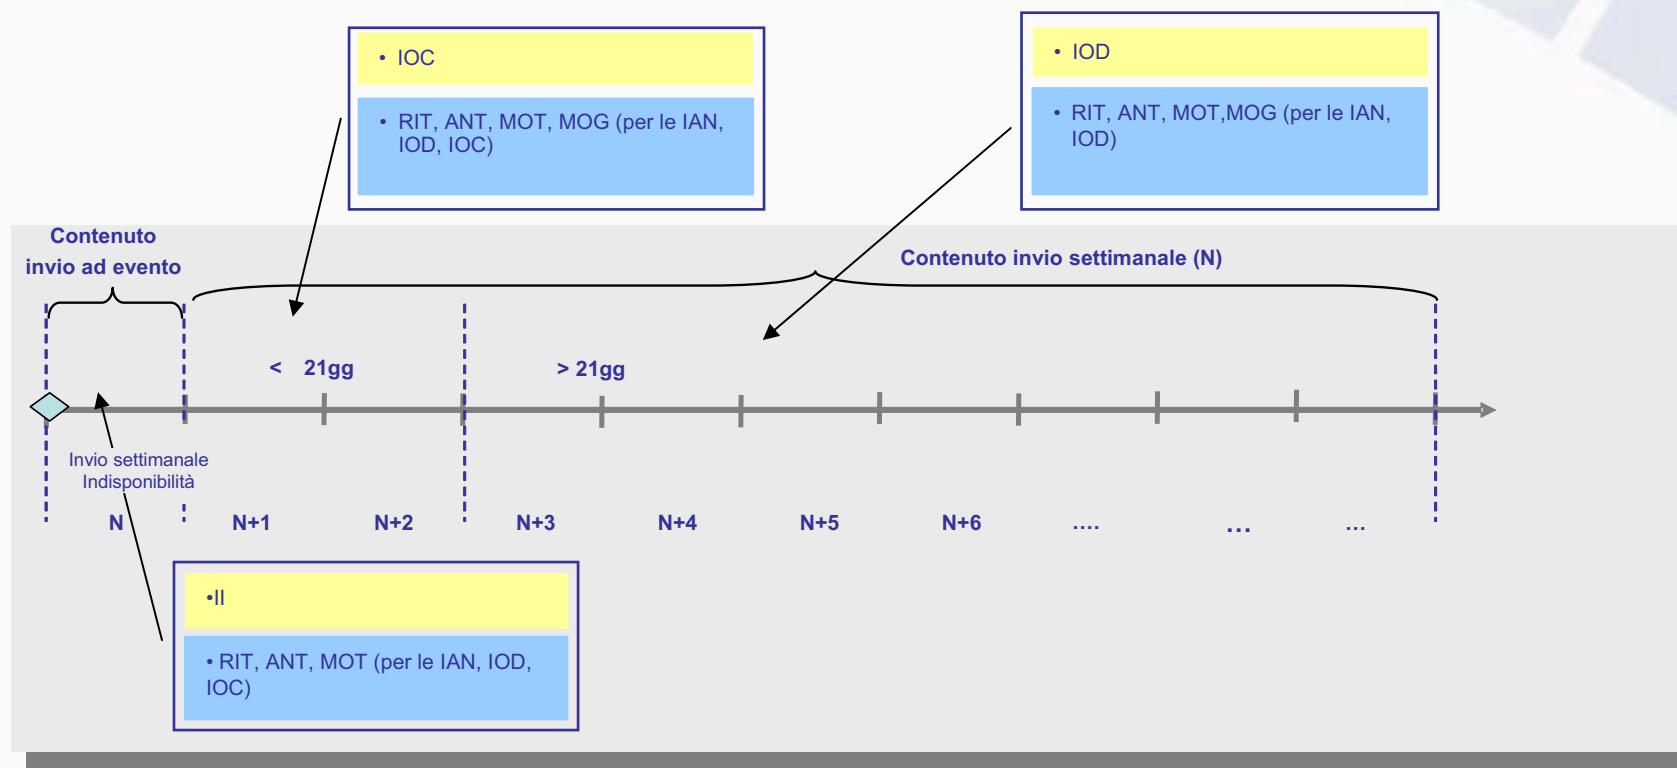 • IOC
• RIT, ANT, MOT, MOG (per le IAN,
IOD, IOC)
• IOD
• RIT, ANT, MOT,MOG (per le IAN,
IOD)
Contenuto
invio ad evento
Contenuto invio settimanale (N)
< 21gg
> 21gg
Invio settimanale
Indisponibilità
N
N+1
N+2
N+3
N+4
N+5
N+6
....
...
...
•II
• RIT, ANT, MOT (per le IAN, IOD,
IOC)